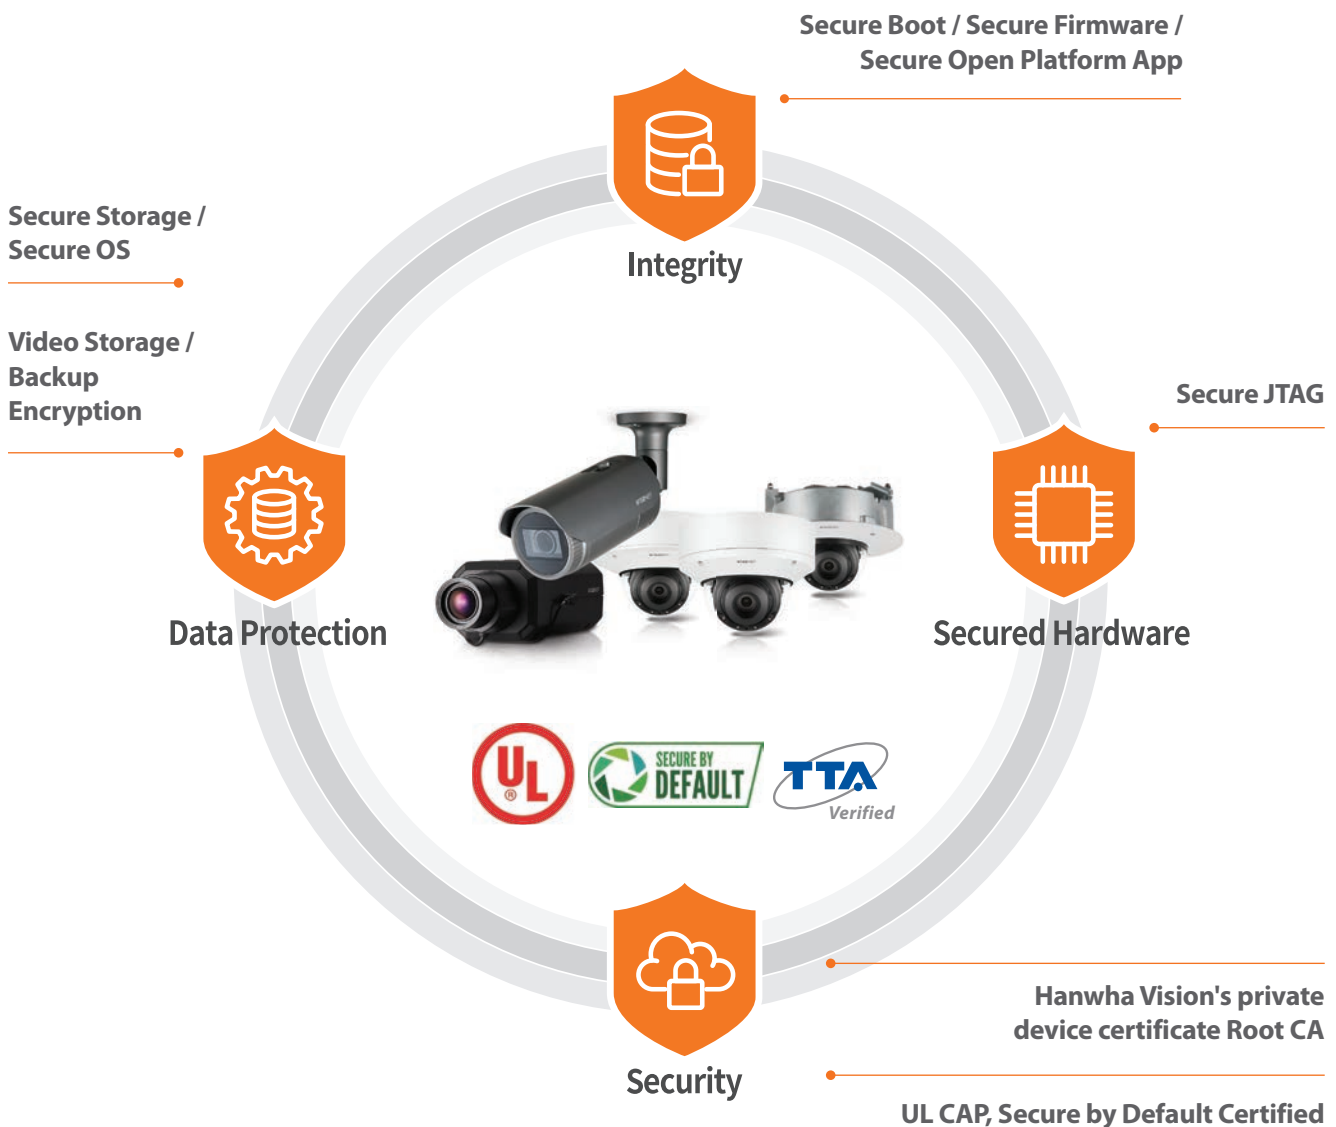 Secure Boot / Secure Firmware /
Secure Open Platform App
Integrity
Secure Storage /
Secure OS
Video Storage /
Backup
Encryption
Data Protection
Secure JTAG
Secured Hardware
UL
®
SECURE BY
DEFAULT
TTA
Verified
Security
Hanwha Vision's private
device certificate Root CA
UL CAP, Secure by Default Certified